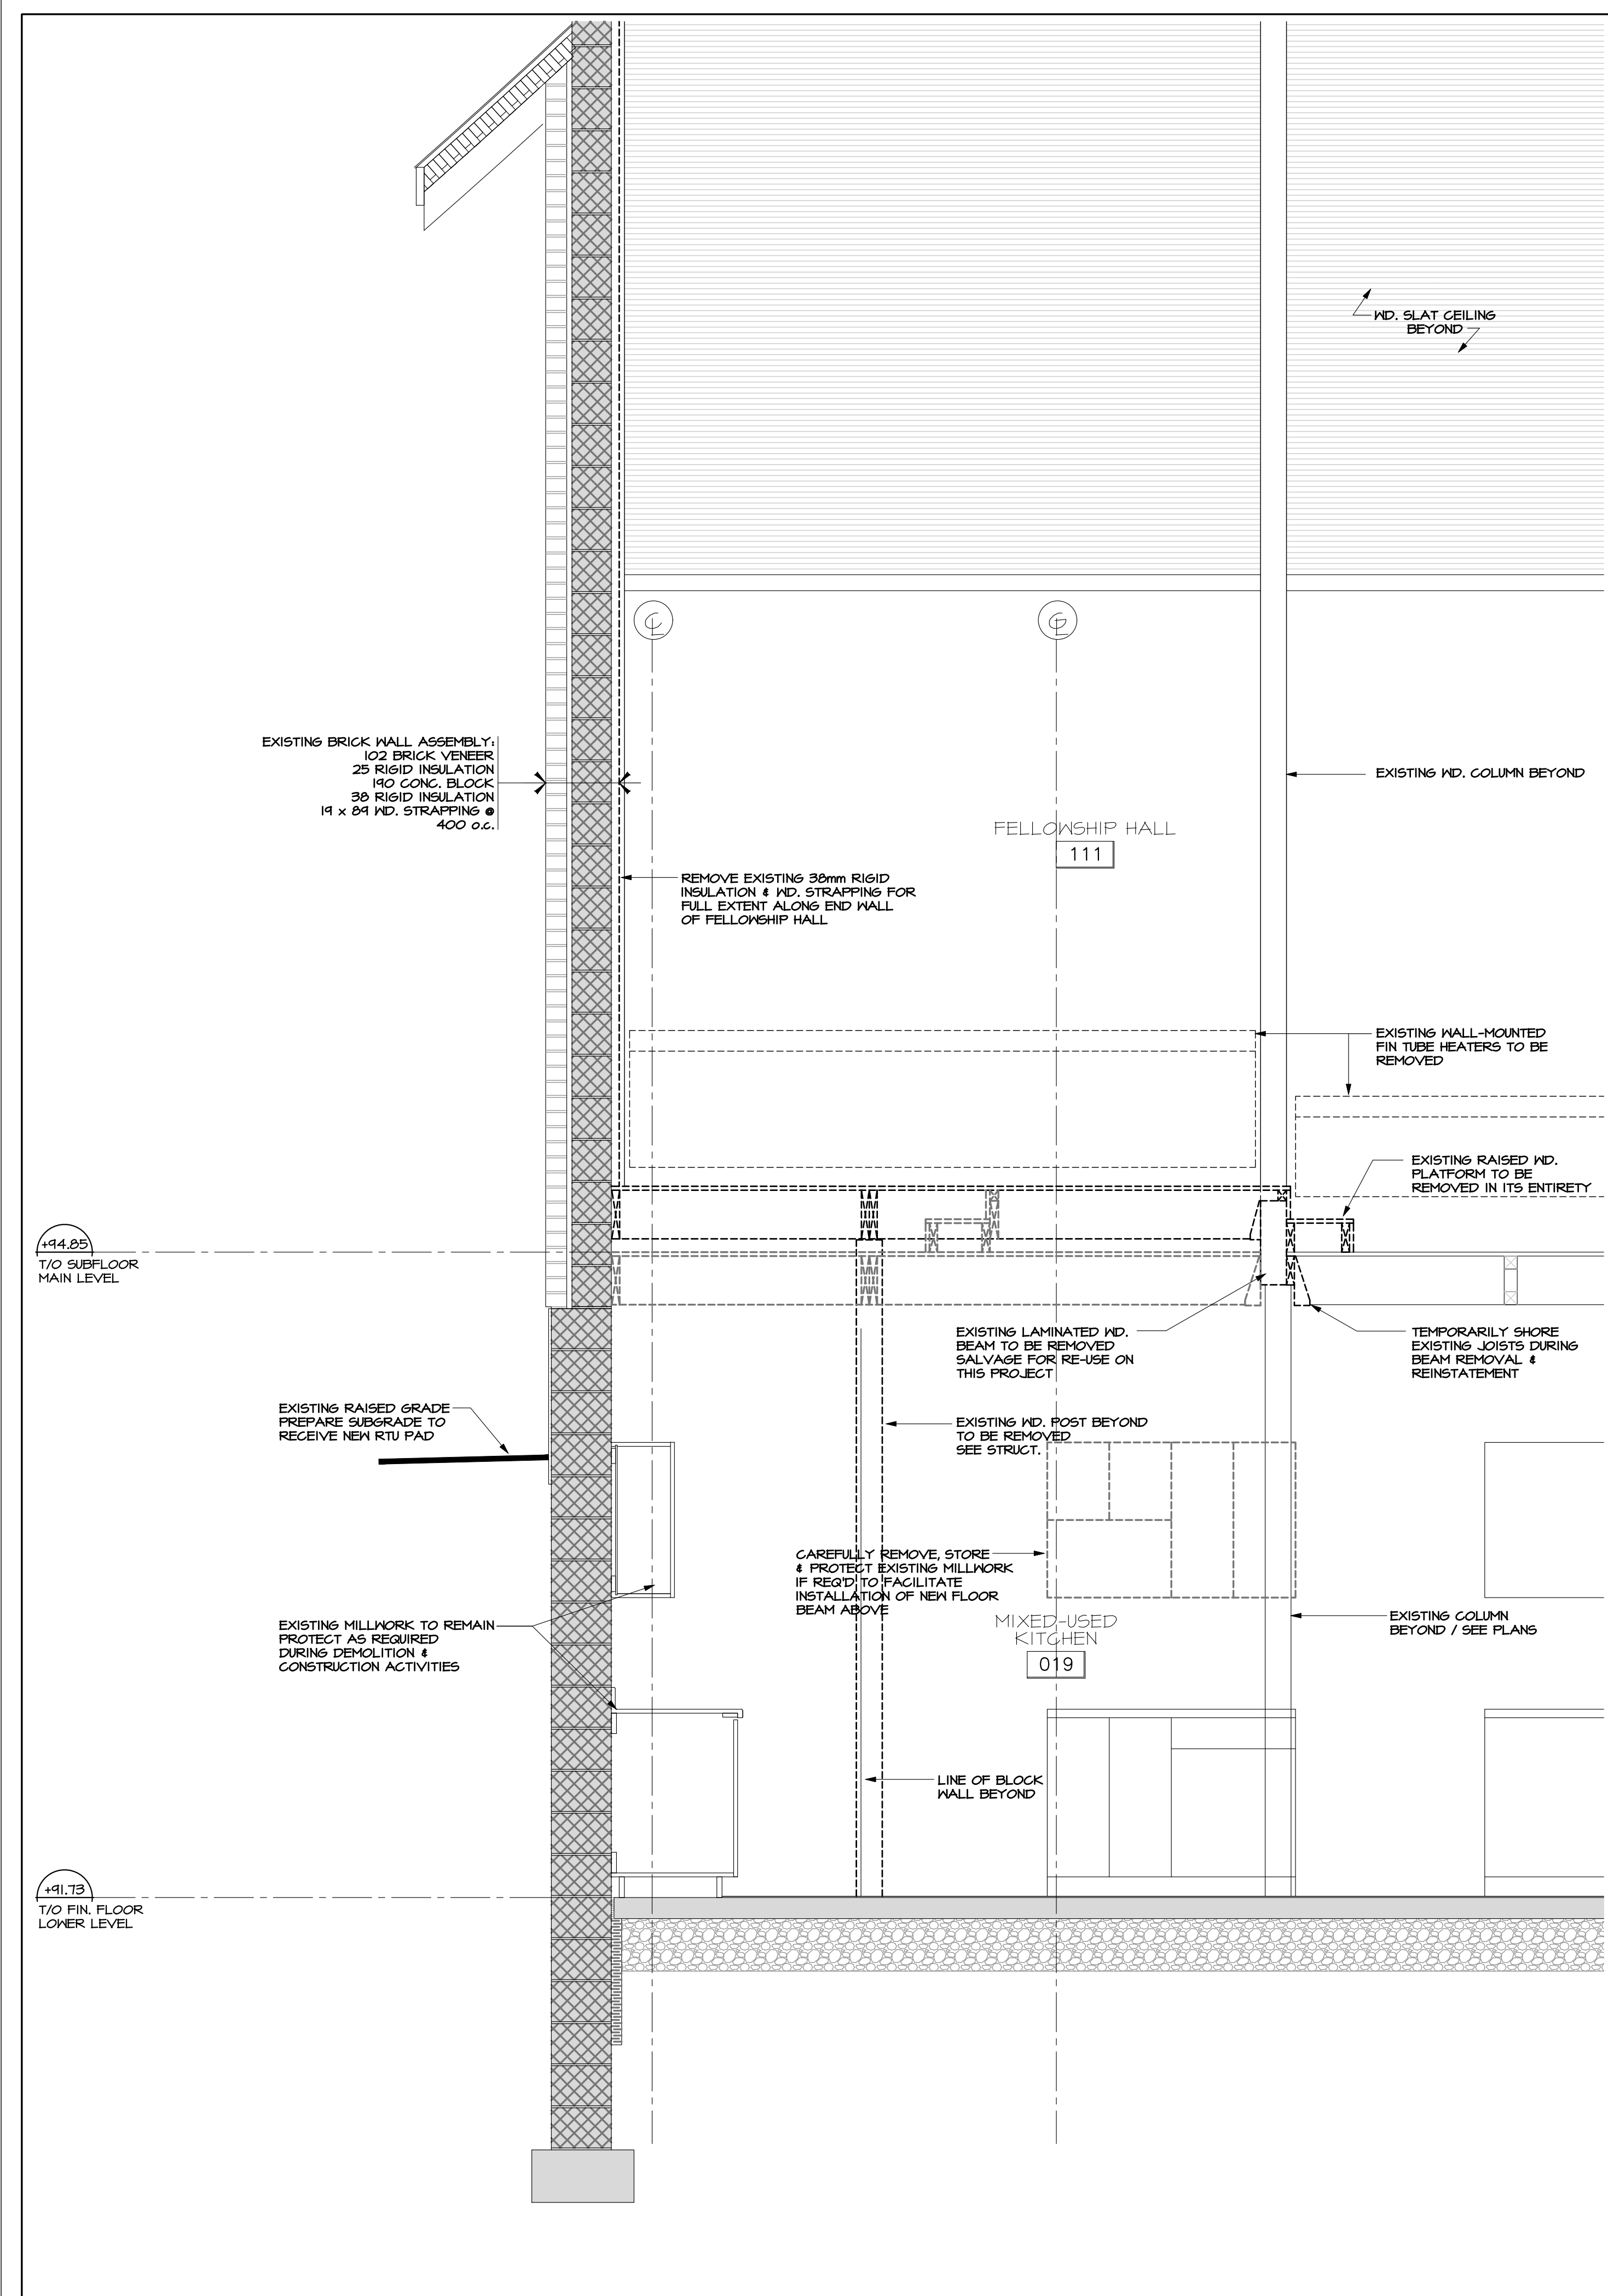 WD. SLAT CEILING
BEYOND
EXISTING BRICK WALL ASSEMBLY:
102 BRICK VENEER
25 RIGID INSULATION
190 CONC. BLOCK
38 RIGID INSULATION
19 x 89 WD. STRAPPING @
400 o.c.
EXISTING WD. COLUMN BEYOND
FELLOWSHIP HALL
111
REMOVE EXISTING 38mm RIGID
INSULATION & WD. STRAPPING FOR
FULL EXTENT ALONG END WALL
OF FELLOWSHIP HALL
EXISTING WALL-MOUNTED
FIN TUBE HEATERS TO BE
REMOVED
EXISTING RAISED WD.
PLATFORM TO BE
REMOVED IN ITS ENTIRETY
+94.85
T/O SUBFLOOR
MAIN LEVEL
EXISTING LAMINATED WD.
BEAM TO BE REMOVED
SALVAGE FOR RE-USE ON
THIS PROJECT
TEMPORARILY SHORE
EXISTING JOISTS DURING
BEAM REMOVAL &
REINSTATEMENT
EXISTING RAISED GRADE
PREPARE SUBGRADE TO
RECEIVE NEW RTU PAD
EXISTING WD. POST BEYOND
TO BE REMOVED
SEE STRUCT.
CAREFULLY REMOVE, STORE
& PROTECT EXISTING MILLWORK
IF REQ'D TO FACILITATE
INSTALLATION OF NEW FLOOR
BEAM ABOVE
MIXED-USED
KITCHEN
019
EXISTING MILLWORK TO REMAIN
PROTECT AS REQUIRED
DURING DEMOLITION &
CONSTRUCTION ACTIVITIES
EXISTING COLUMN
BEYOND / SEE PLANS
LINE OF BLOCK
WALL BEYOND
+91.73
T/O FIN. FLOOR
LOWER LEVEL